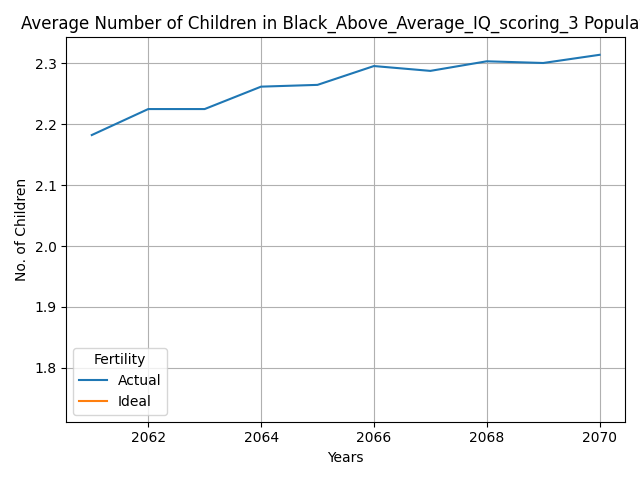 Average Number of Children in Black_Above_Average_IQ_scoring_3 Popula
No. of Children
2.3
2.2
2.1
2.0
1.9
1.8
Fertility
Actual
Ideal
2062 2064 2066 2068 2070
Years